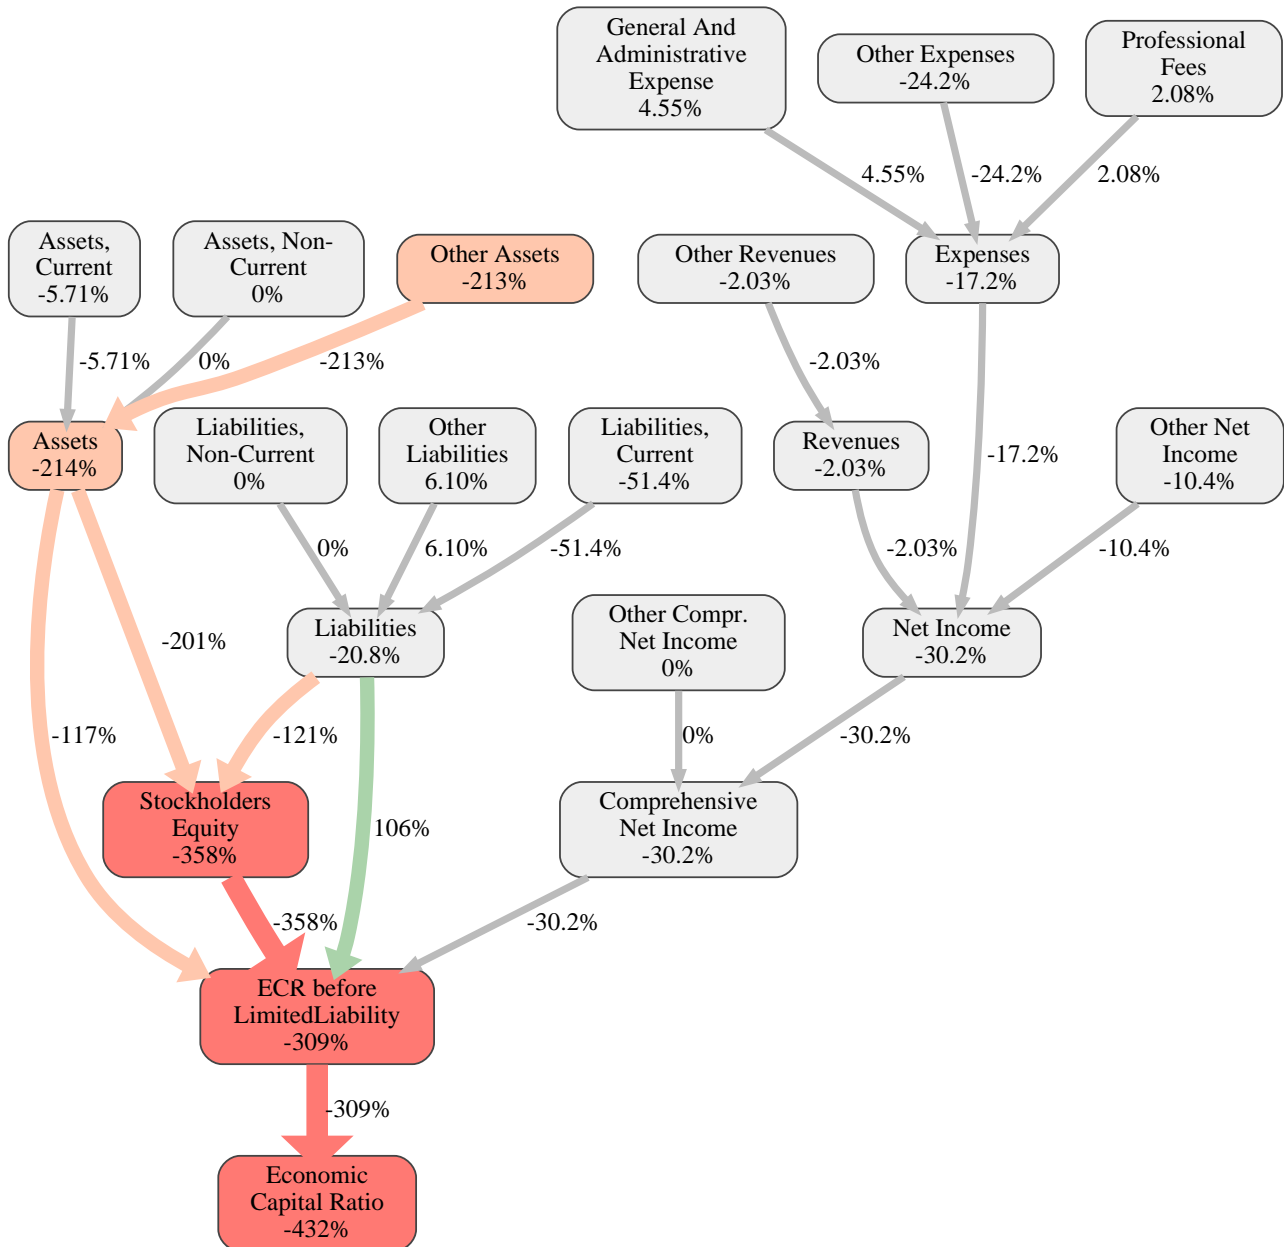 General And
Administrative
Expense
4.55%
Other Expenses
-24.2%
Professional
Fees
2.08%
4.55%
-24.2%
2.08%
Assets,
Current
-5.71%
Assets, Non-
Current
0%
Other Assets
-213%
Other Revenues
-2.03%
Expenses
-17.2%
-5.71%
0%
-213%
-2.03%
Assets
-214%
Liabilities,
Non-Current
0%
Other
Liabilities
6.10%
Liabilities,
Current
-51.4%
Revenues
-2.03%
-17.2%
Other Net
Income
-10.4%
0%
6.10%
-51.4%
-2.03%
-10.4%
-201%
Liabilities
-20.8%
Other Compr.
Net Income
0%
Net Income
-30.2%
-117%
-121%
0%
-30.2%
Stockholders
Equity
-358%
106%
Comprehensive
Net Income
-30.2%
-358%
-30.2%
ECR before
LimitedLiability
-309%
-309%
Economic
Capital Ratio
-432%